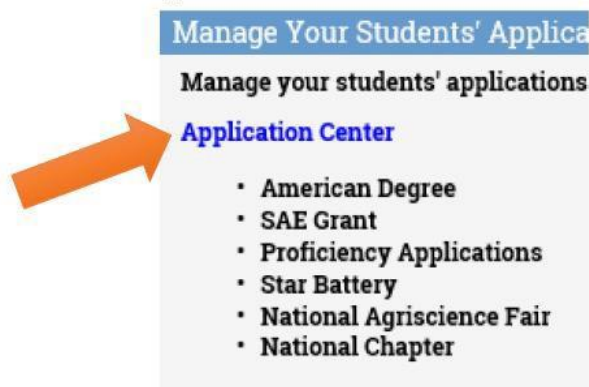 Manage Your Students' Applica
Manage your students' applications
Application Center
• American Degree
• SAE Grant
• Proficiency Applications
• Star Battery
• National Agriscience Fair
• National Chapter